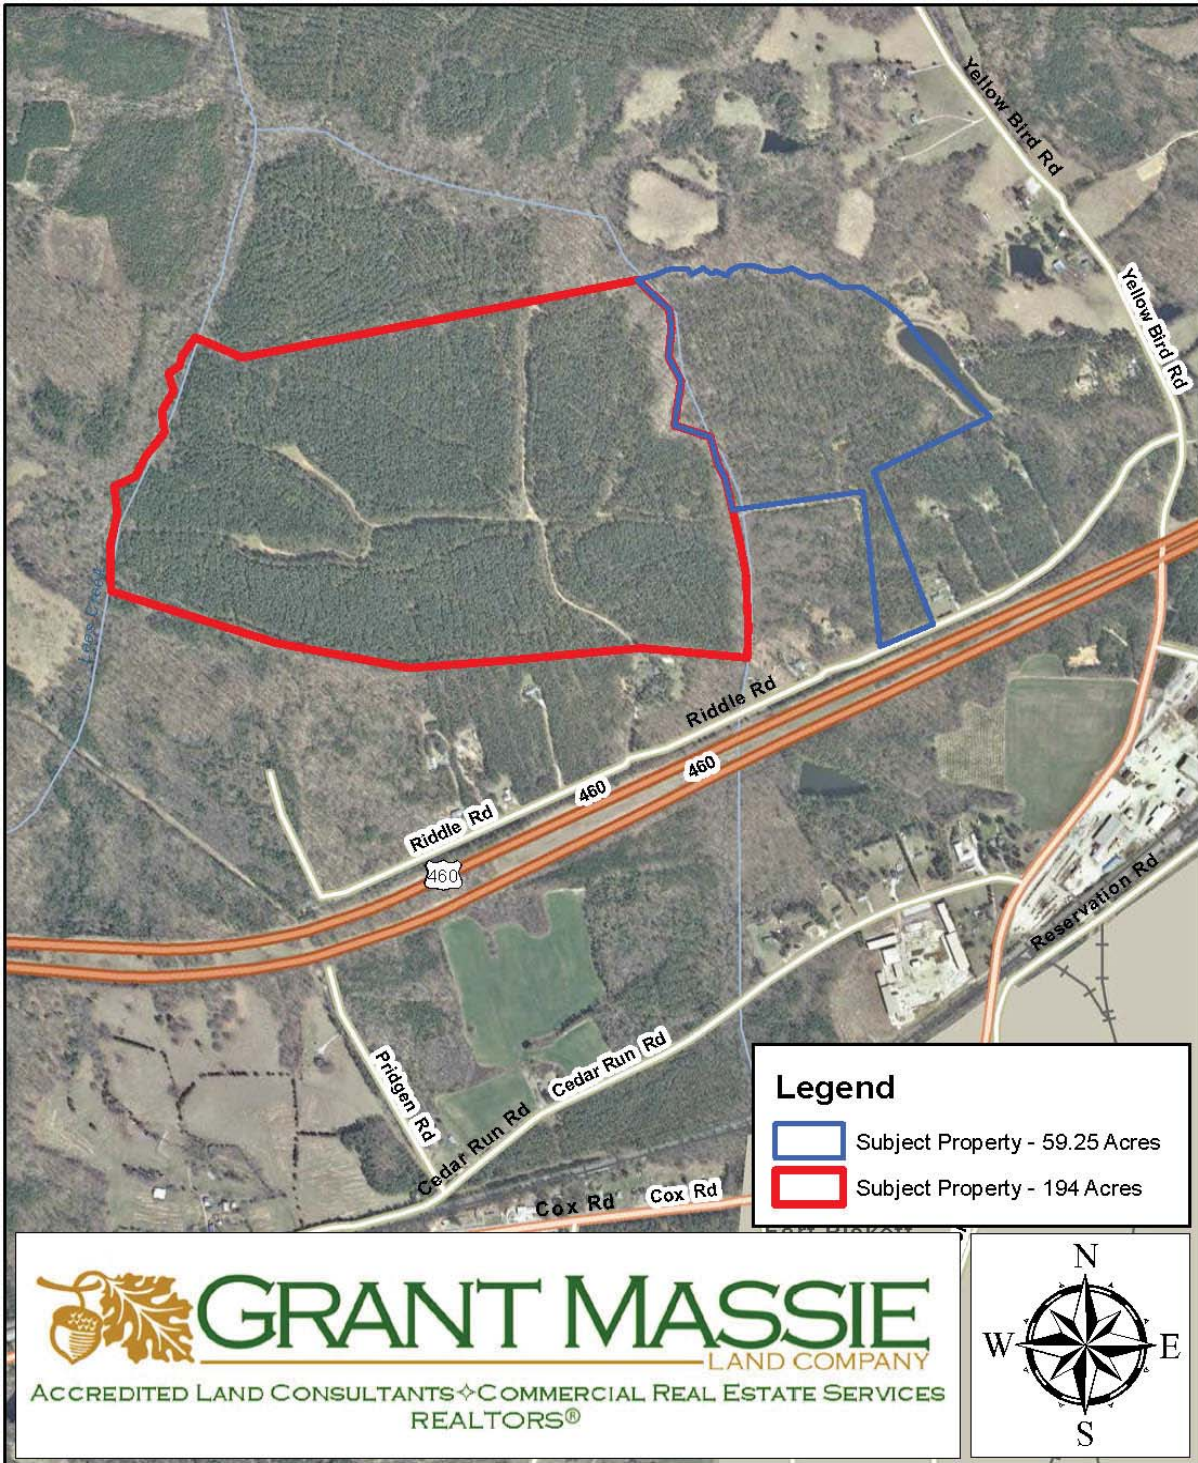 Yellow Bird Rd
Yellow Bird Rd
Riddle Rd
460
460
Riddle Rd
460
Reservation Rd
Pridgen Rd
Cedar Run Rd
Cedar Run Rd
Cox Rd
Cox Rd
Legend
Subject Property - 59.25 Acres
Subject Property - 194 Acres
GRANT MASSIE
LAND COMPANY
ACCREDITED LAND CONSULTANTS✧COMMERCIAL REAL ESTATE SERVICES
REALTORS®
N
W E
S